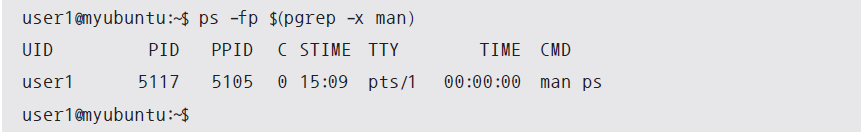 user1@myubuntu:~$ ps –fp $(pgrep –x man)
UID PID PPID C STIME TTY TIME CMD
user1 5117 5105 0 15:09 pts/1 00:00:00 man ps
user1@myubuntu:~$